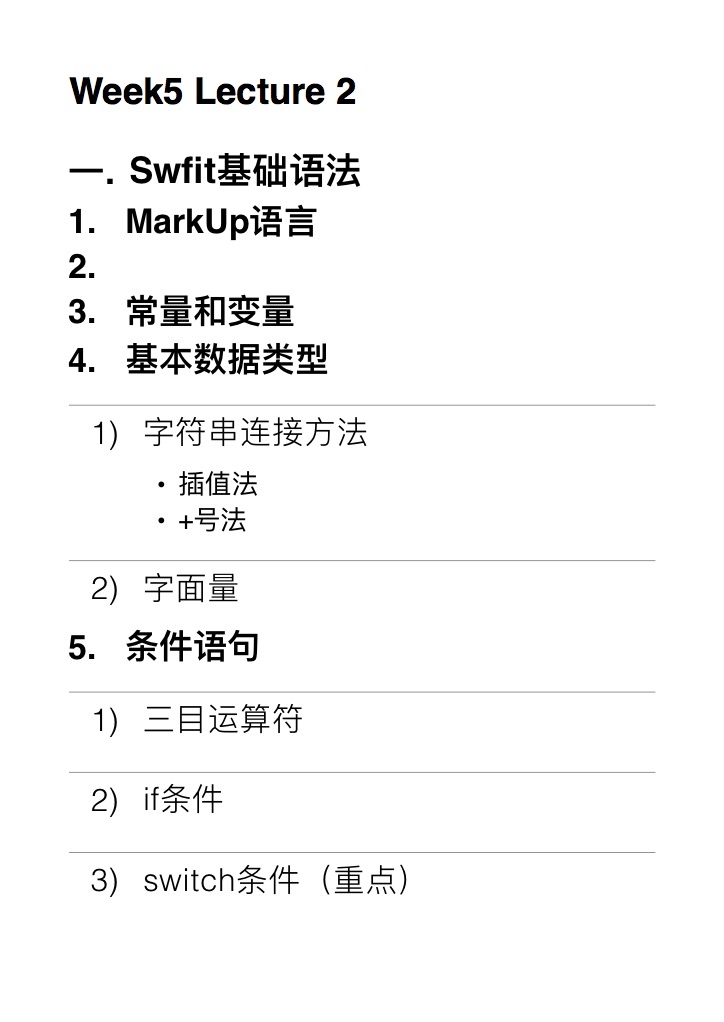 Week5 Lecture 2
一. Swfit基础语法
1. MarkUp语言
2.
3. 常量和变量
4. 基本数据类型
1) 字符串连接方法
• 插值法
• +号法
2) 字面量
5. 条件语句
1) 三目运算符
2) if条件
3) switch条件（重点）